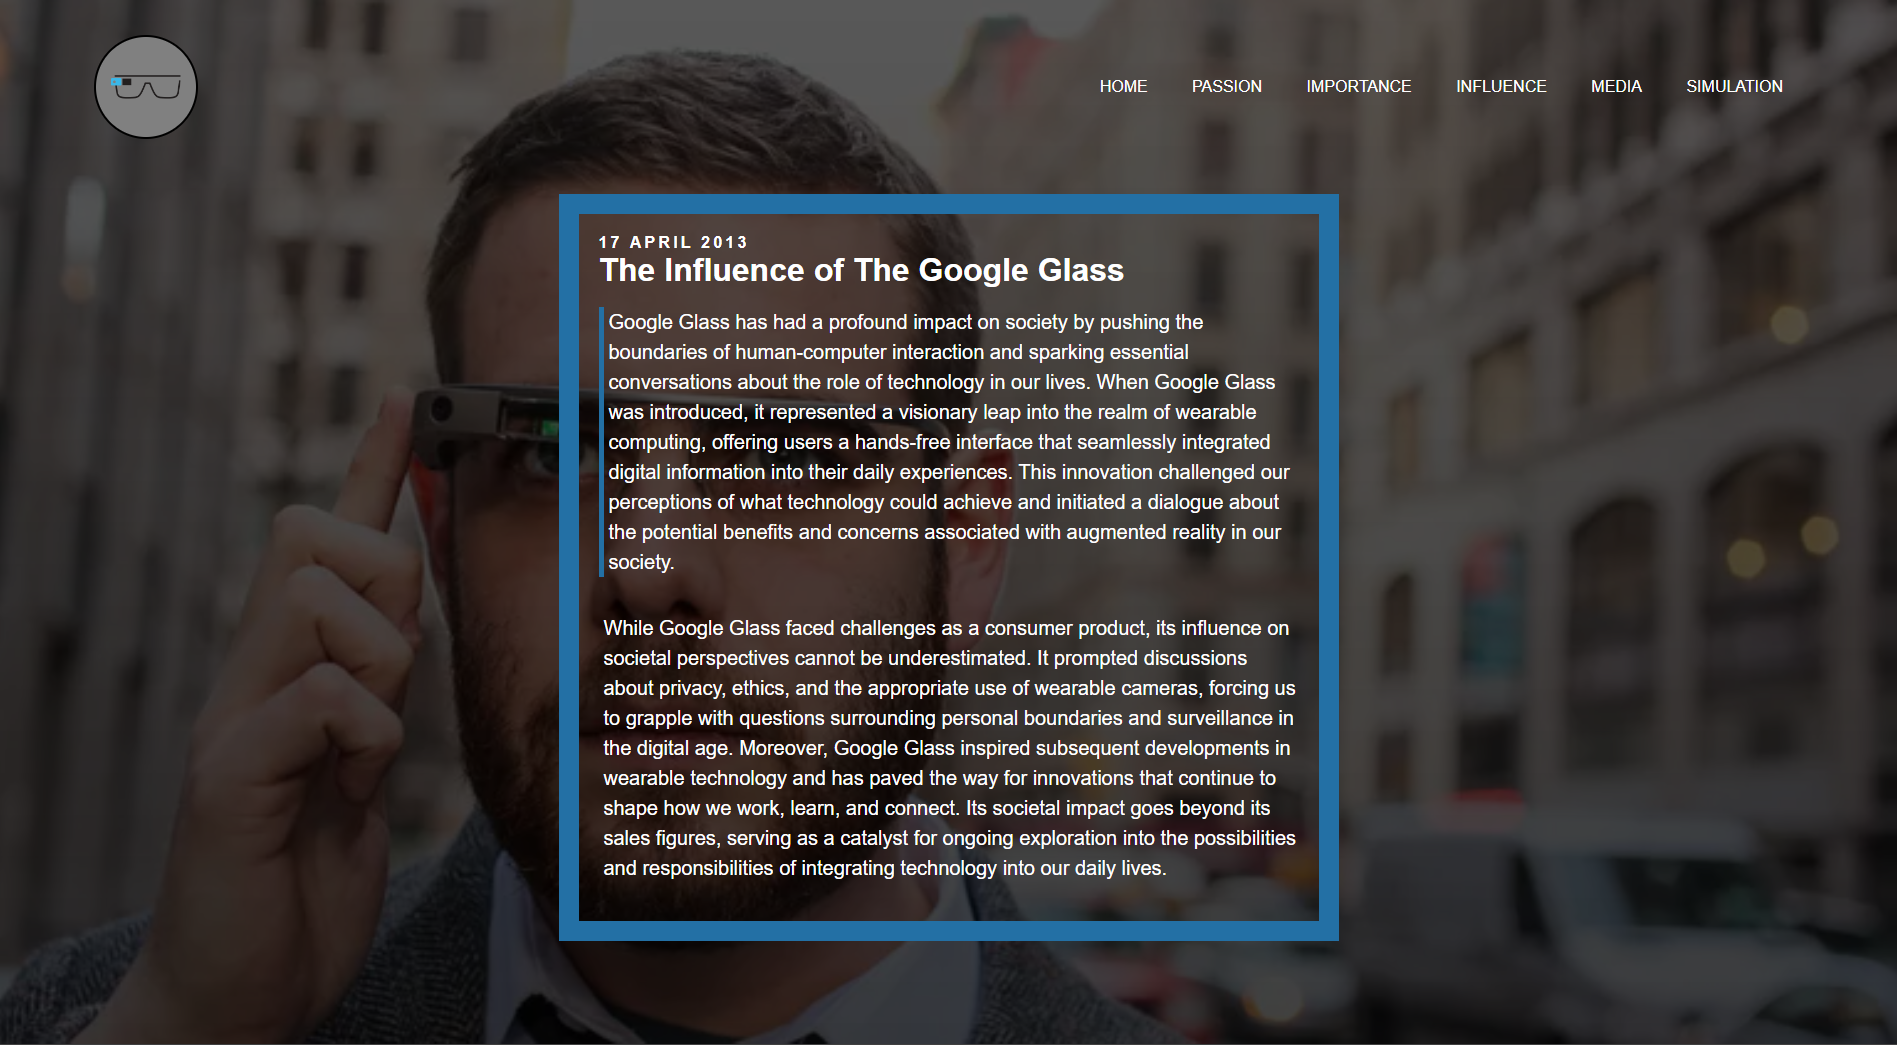 HOME PASSION IMPORTANCE INFLUENCE MEDIA SIMULATION
17 APRIL 2013
The Influence of The Google Glass
Google Glass has had a profound impact on society by pushing the
boundaries of human-computer interaction and sparking essential
conversations about the role of technology in our lives. When Google Glass
was introduced, it represented a visionary leap into the realm of wearable
computing, offering users a hands-free interface that seamlessly integrated
digital information into their daily experiences. This innovation challenged our
perceptions of what technology could achieve and initiated a dialogue about
the potential benefits and concerns associated with augmented reality in our
society.
While Google Glass faced challenges as a consumer product, its influence on
societal perspectives cannot be underestimated. It prompted discussions
about privacy, ethics, and the appropriate use of wearable cameras, forcing us
to grapple with questions surrounding personal boundaries and surveillance in
the digital age. Moreover, Google Glass inspired subsequent developments in
wearable technology and has paved the way for innovations that continue to
shape how we work, learn, and connect. Its societal impact goes beyond its
sales figures, serving as a catalyst for ongoing exploration into the possibilities
and responsibilities of integrating technology into our daily lives.